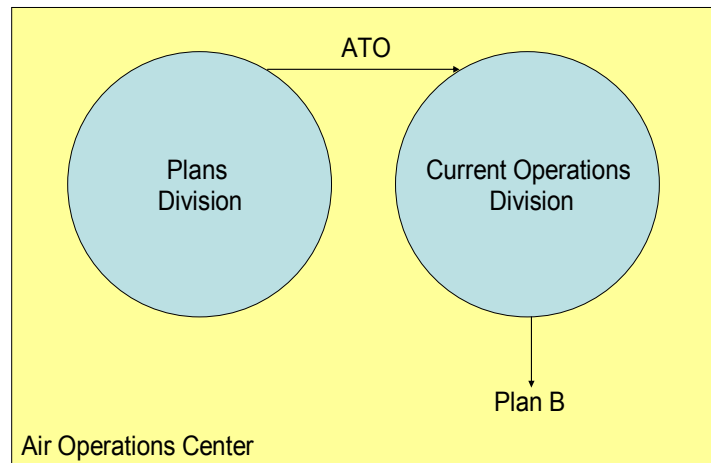 ATO
Plans
Division
Current Operations
Division
Plan B
Air Operations Center